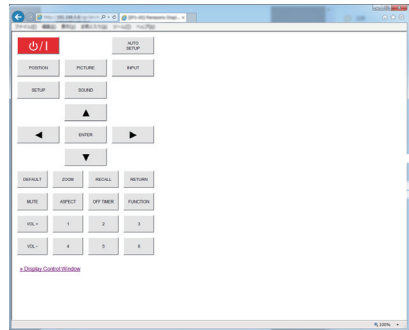 AUTO SETUP
POSITION PICTURE INPUT
SETUP SOUND
ENTER
DEFAULT ZOOM RECALL RETURN
MUTE ASPECT OFF TIMER FUNCTION
VOL + 1 2 3
VOL - 4 5 6
« Display Control Window
100%